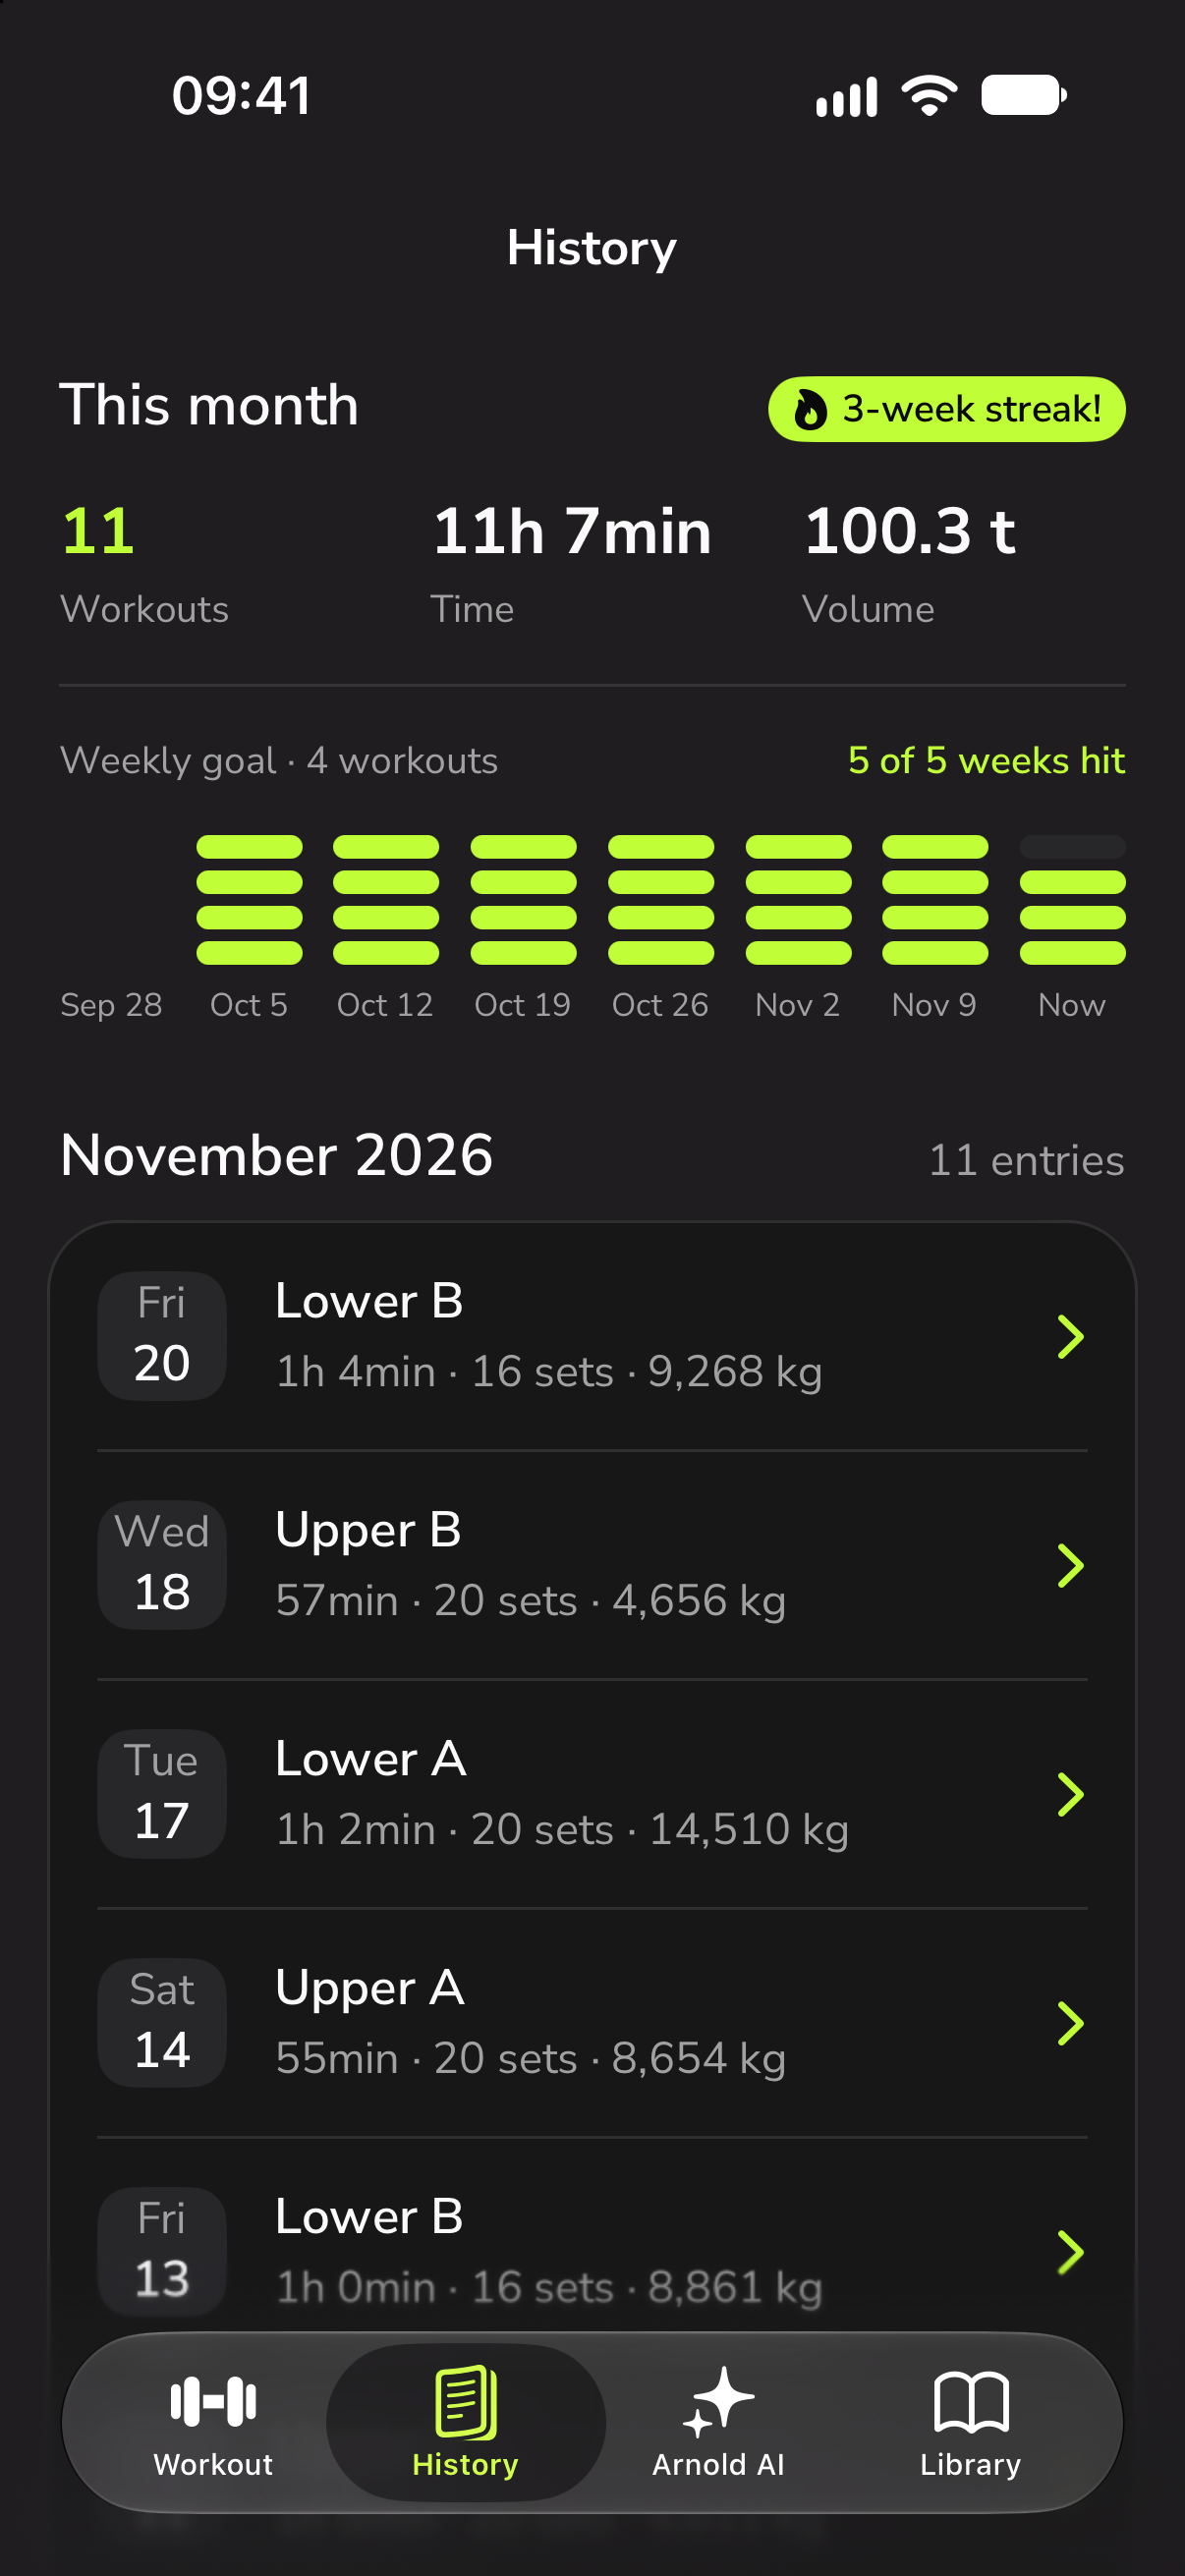 09:41
History
This month
3-week streak!
11
11h 7min
100.3 t
Workouts
Time
Volume
Weekly goal · 4 workouts
5 of 5 weeks hit
Sep 28
Oct 5
Oct 12
Oct 19
Oct 26
Nov 2
Nov 9
Now
November 2026
11 entries
Fri
20
Lower B
1h 4min · 16 sets · 9,268 kg
Wed
18
Upper B
57min · 20 sets · 4,656 kg
Tue
17
Lower A
1h 2min · 20 sets · 14,510 kg
Sat
14
Upper A
55min · 20 sets · 8,654 kg
Fri
13
Lower B
1h 0min · 16 sets · 8,861 kg
Workout
History
Arnold AI
Library